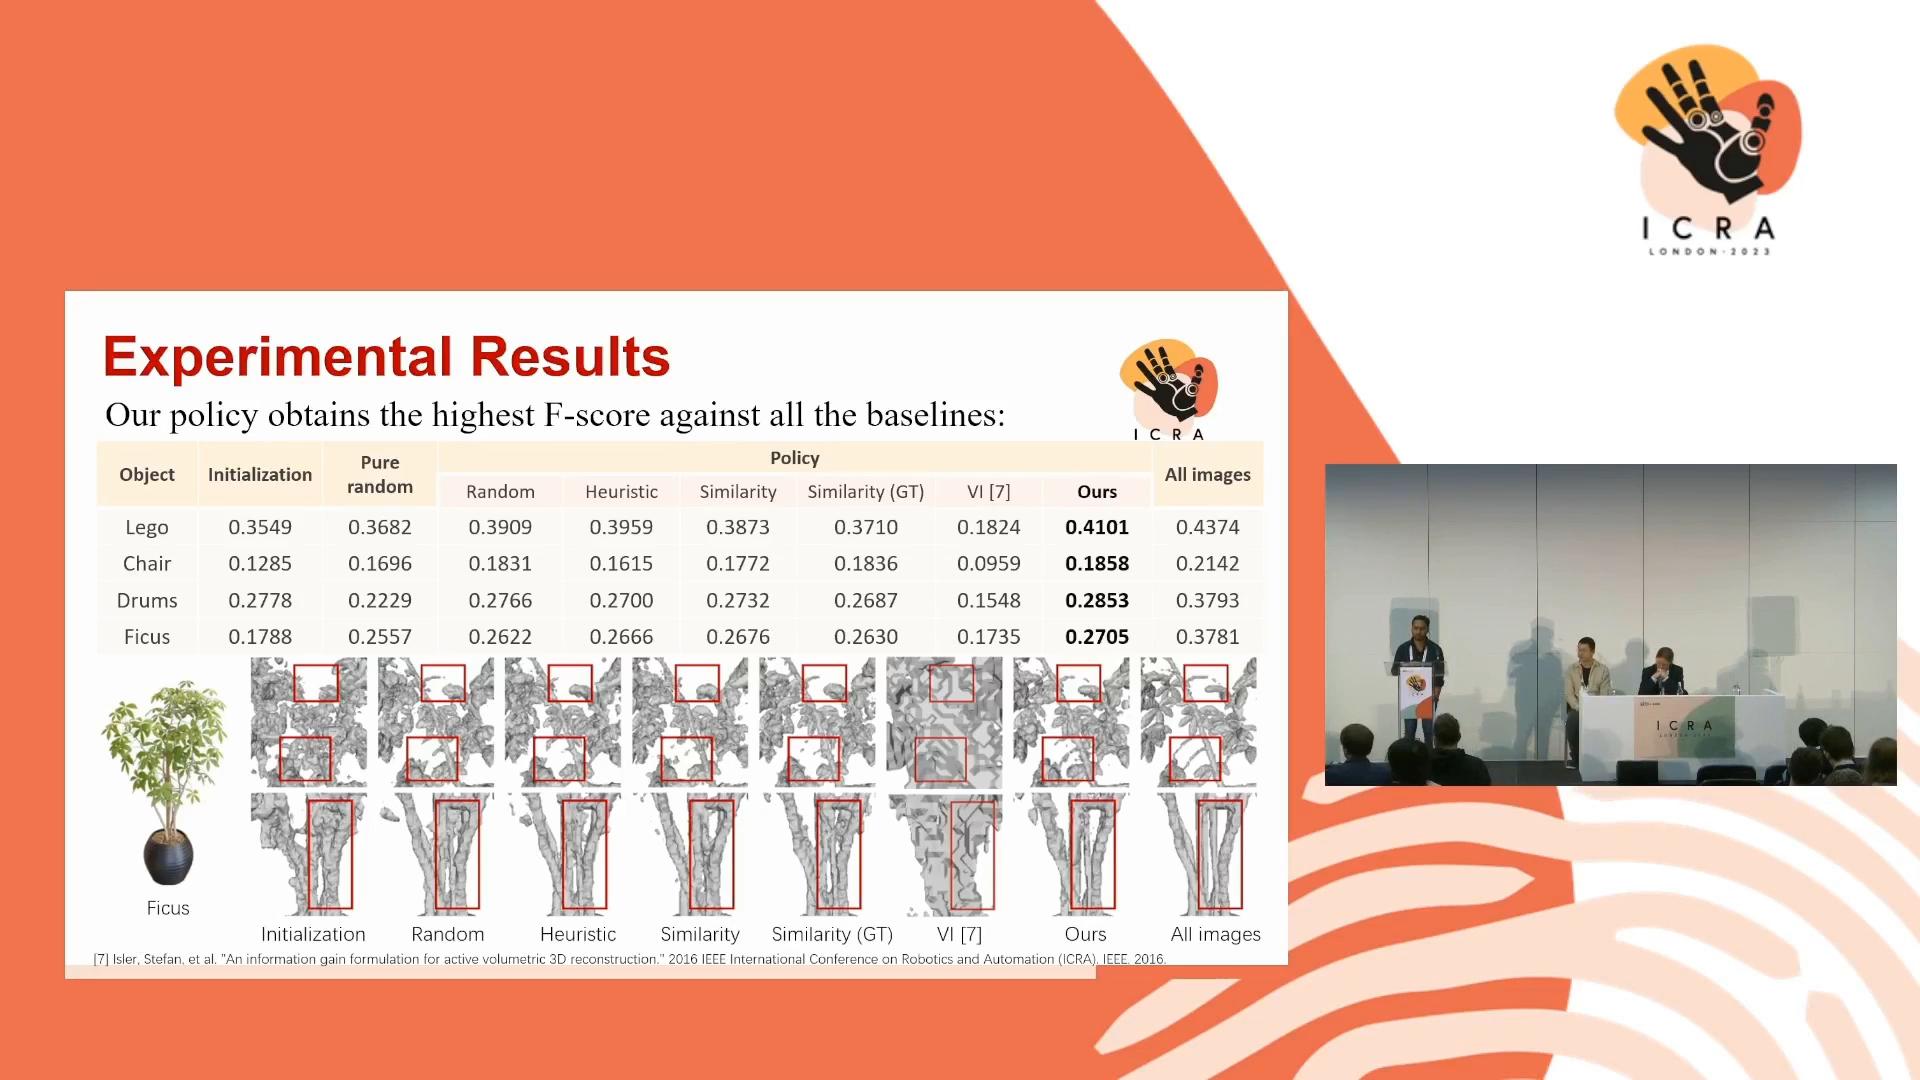 I C R A
LONDON·2023
Experimental Results
Our policy obtains the highest F-score against all the baselines:
I C R A
Object Initialization Pure random Policy All images
Random Heuristic Similarity Similarity (GT) VI [7] Ours
Lego 0.3549 0.3682 0.3909 0.3959 0.3873 0.3710 0.1824 0.4101 0.4374
Chair 0.1285 0.1696 0.1831 0.1615 0.1772 0.1836 0.0959 0.1858 0.2142
Drums 0.2778 0.2229 0.2766 0.2700 0.2732 0.2687 0.1548 0.2853 0.3793
Ficus 0.1788 0.2557 0.2622 0.2666 0.2676 0.2630 0.1735 0.2705 0.3781
Ficus
Initialization Random Heuristic Similarity Similarity (GT) VI [7] Ours All images
[7] Isler, Stefan, et al. "An information gain formulation for active volumetric 3D reconstruction." 2016 IEEE International Conference on Robotics and Automation (ICRA). IEEE, 2016.
I C R A